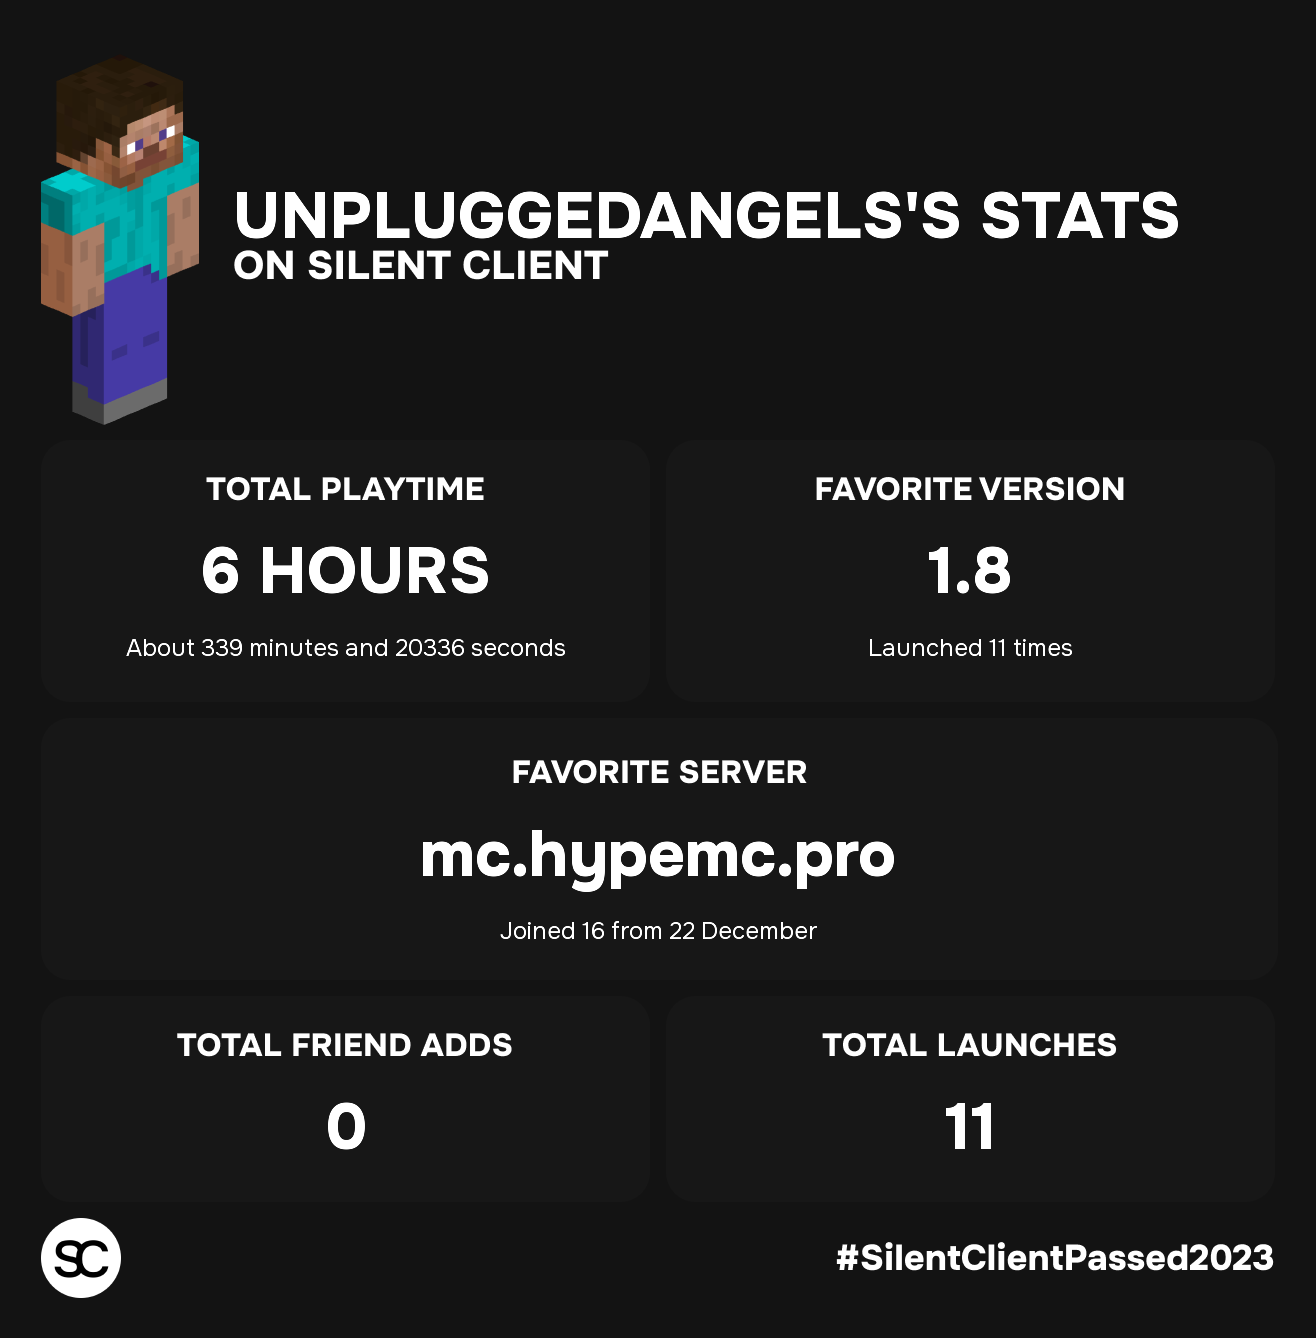 UNPLUGGEDANGELS'S STATS
ON SILENT CLIENT
TOTAL PLAYTIME
6 HOURS
About 339 minutes and 20336 seconds
FAVORITE VERSION
1.8
Launched 11 times
FAVORITE SERVER
mc.hypemc.pro
Joined 16 from 22 December
TOTAL FRIEND ADDS
0
TOTAL LAUNCHES
11
SC
#SilentClientPassed2023